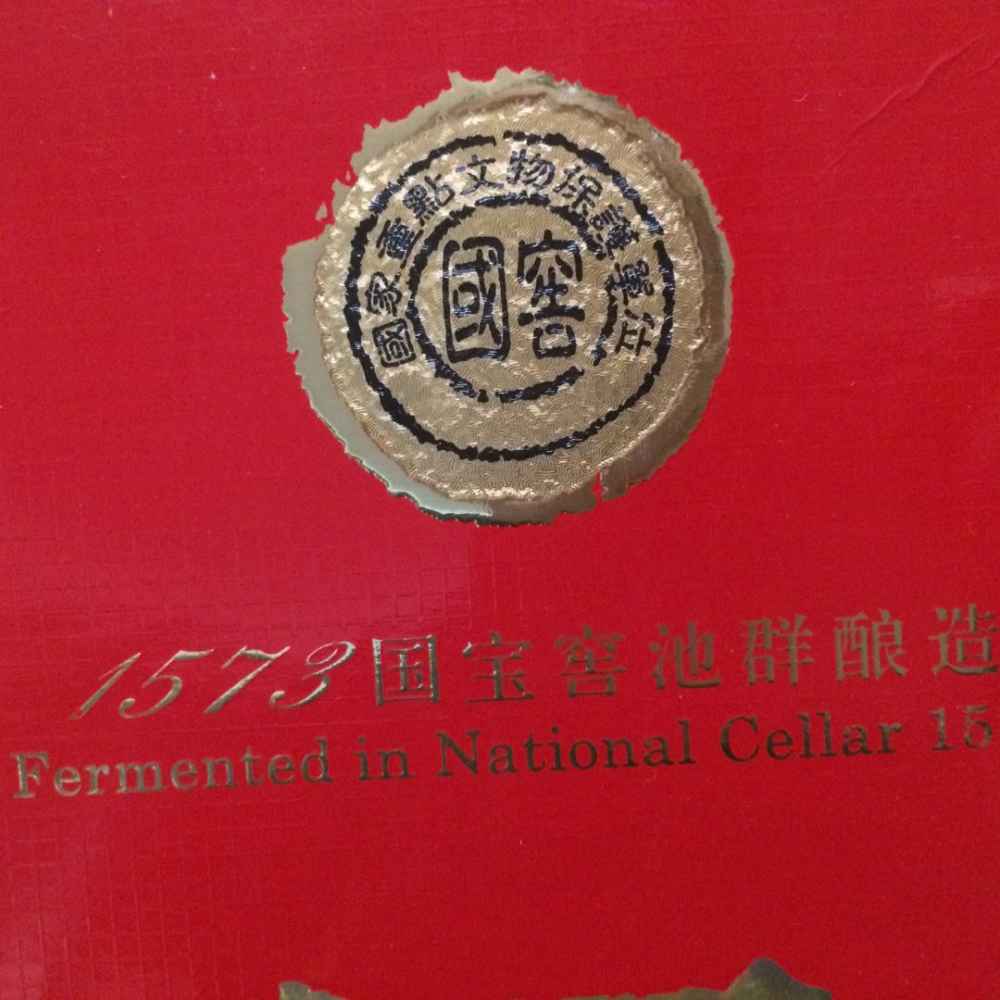 國家重點文物保護單位
國窖
1573国宝窖池群酿造
Fermented in National Cellar 15